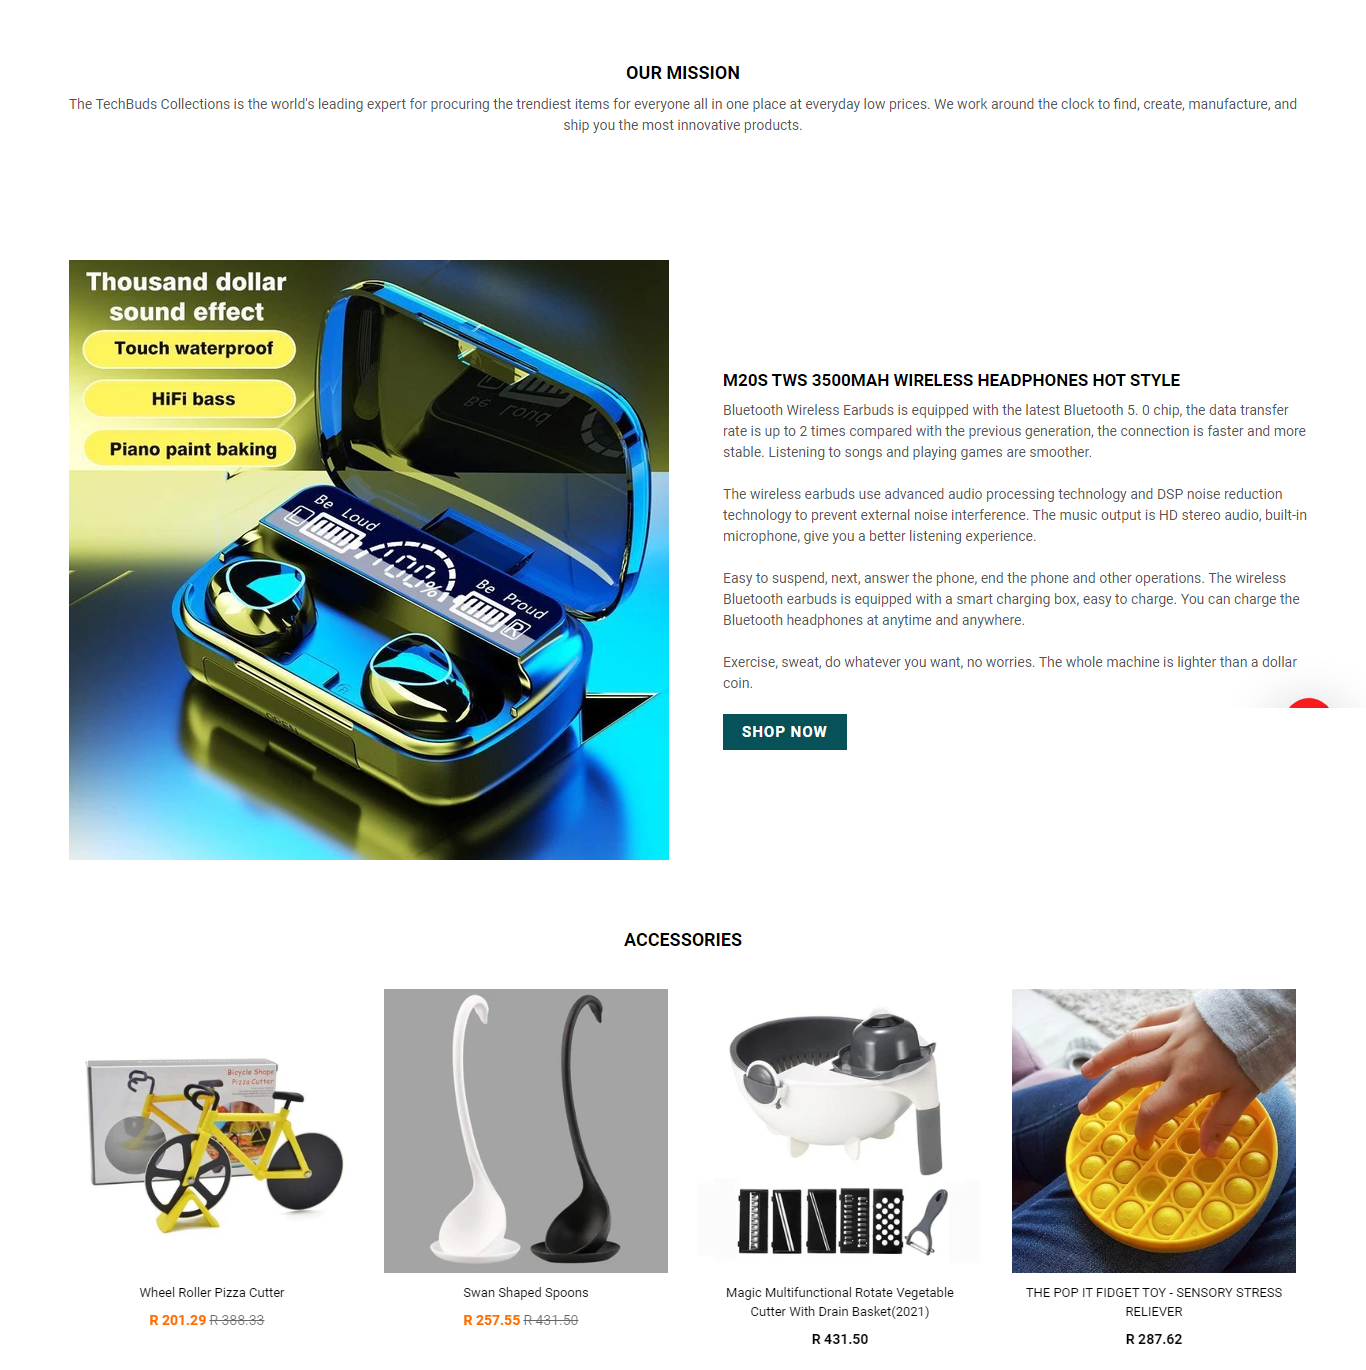 OUR MISSION
The TechBuds Collections is the world's leading expert for procuring the trendiest items for everyone all in one place at everyday low prices. We work around the clock to find, create, manufacture, and
ship you the most innovative products.
Thousand dollar
sound effect
Touch waterproof
HiFi bass
Piano paint baking
Be Loud
L
100%
Be Proud
R
M20S TWS 3500MAH WIRELESS HEADPHONES HOT STYLE
Bluetooth Wireless Earbuds is equipped with the latest Bluetooth 5. 0 chip, the data transfer
rate is up to 2 times compared with the previous generation, the connection is faster and more
stable. Listening to songs and playing games are smoother.
The wireless earbuds use advanced audio processing technology and DSP noise reduction
technology to prevent external noise interference. The music output is HD stereo audio, built-in
microphone, give you a better listening experience.
Easy to suspend, next, answer the phone, end the phone and other operations. The wireless
Bluetooth earbuds is equipped with a smart charging box, easy to charge. You can charge the
Bluetooth headphones at anytime and anywhere.
Exercise, sweat, do whatever you want, no worries. The whole machine is lighter than a dollar
coin.
SHOP NOW
ACCESSORIES
Bicycle Shape
Pizza Cutter
Wheel Roller Pizza Cutter
R 201.29 R 388.33
Swan Shaped Spoons
R 257.55 R 431.50
Magic Multifunctional Rotate Vegetable
Cutter With Drain Basket(2021)
R 431.50
THE POP IT FIDGET TOY - SENSORY STRESS
RELIEVER
R 287.62